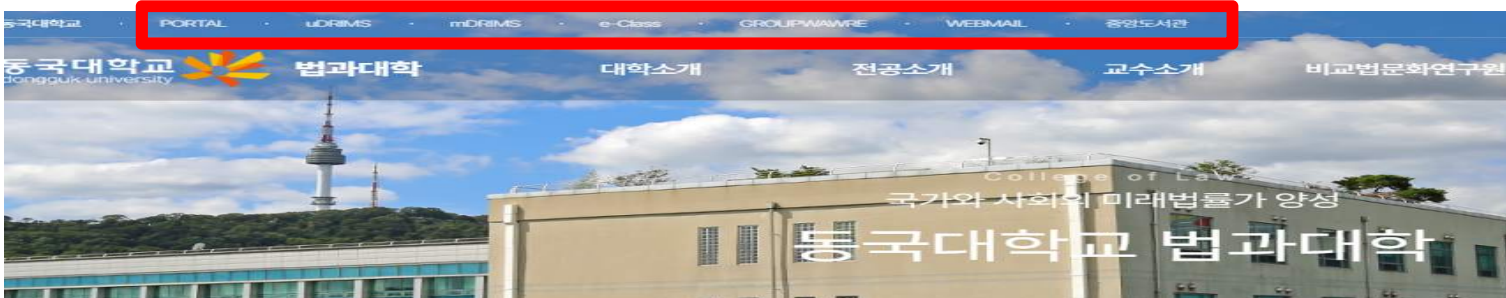 동국대학교 · PORTAL · uDRIMS · mDRIMS · e-Class · GROUPWAWRE · WEBMAIL · 중앙도서관
동국대학교 법과대학 대학소개 전공소개 교수소개 비교법문화연구원
dongguk university
College of Law
국가와 사회의 미래법률가 양성
동국대학교 법과대학